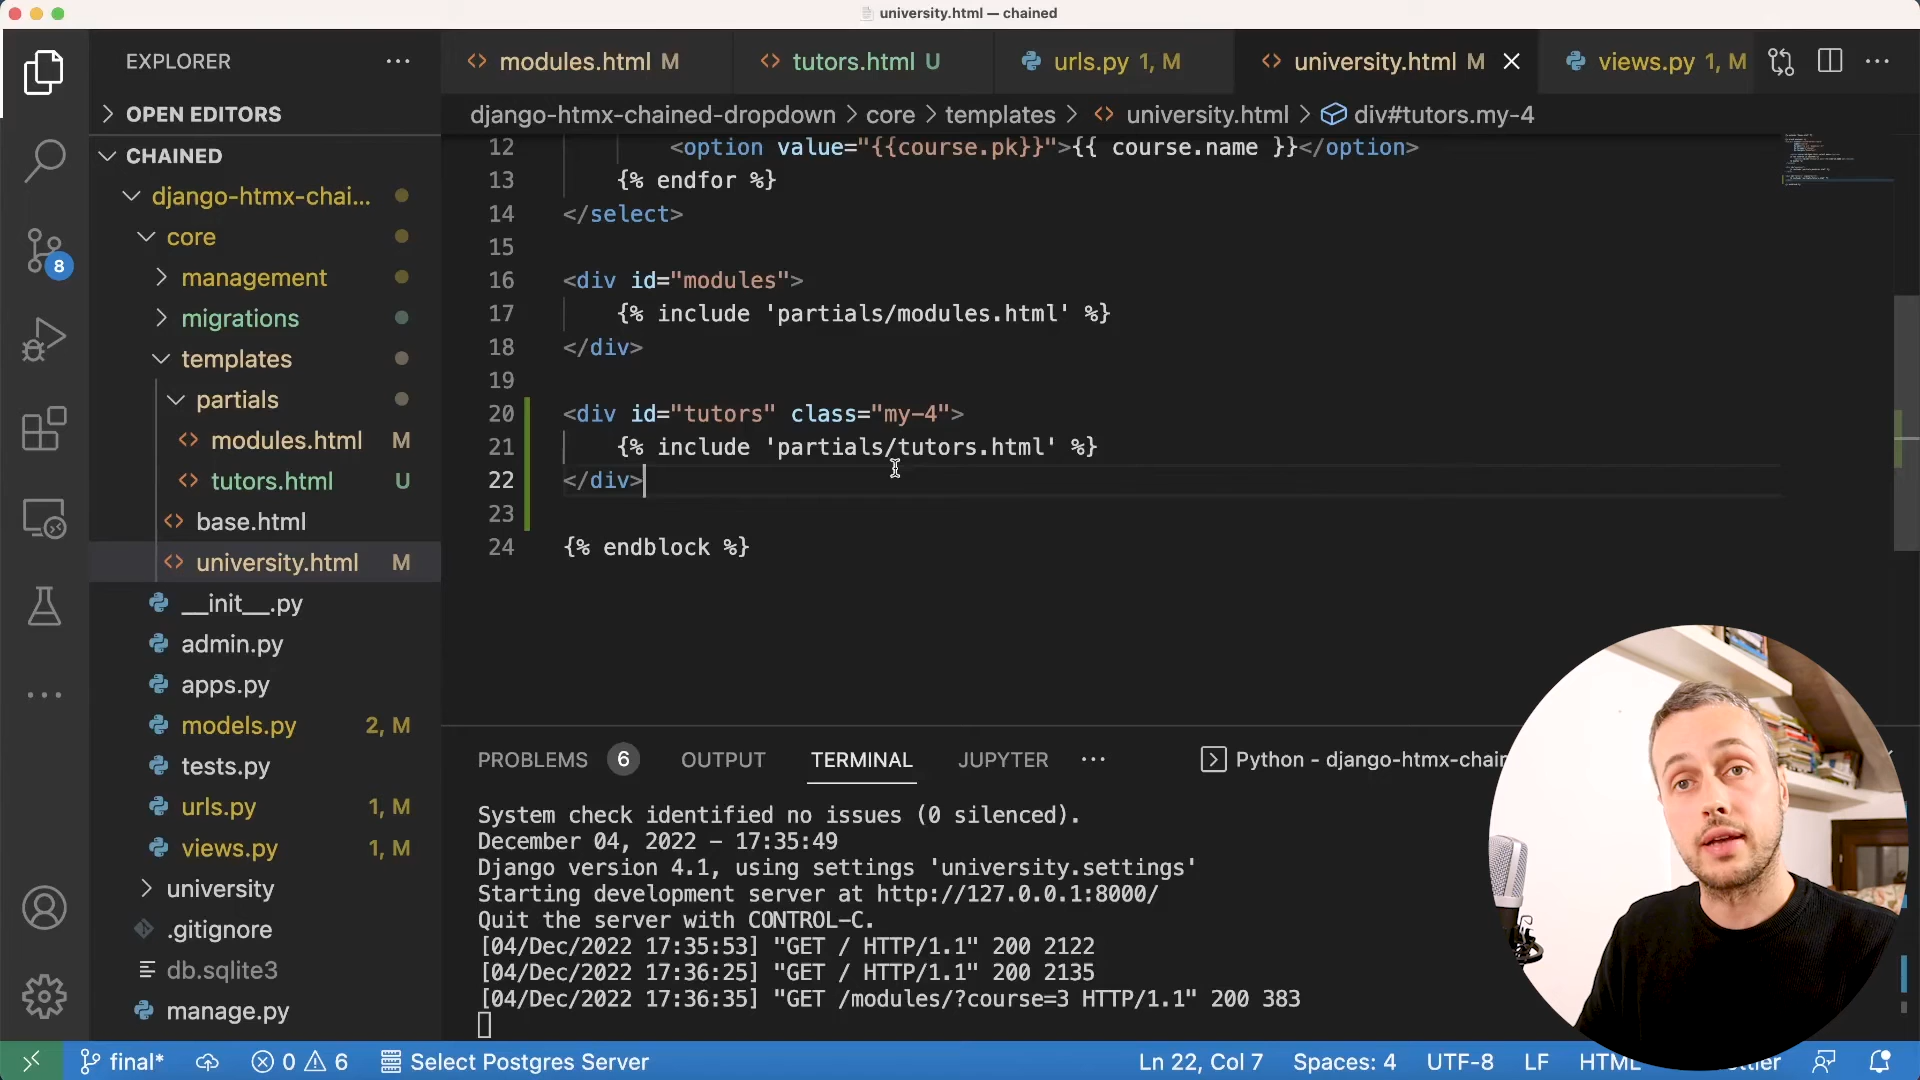 university.html — chained
EXPLORER
OPEN EDITORS
CHAINED
django-htmx-chai...
core
management
migrations
templates
partials
modules.html M
tutors.html U
base.html
university.html M
__init__.py
admin.py
apps.py
models.py 2, M
tests.py
urls.py 1, M
views.py 1, M
university
.gitignore
db.sqlite3
manage.py
8
modules.html M
tutors.html U
urls.py 1, M
university.html M
views.py 1, M
django-htmx-chained-dropdown > core > templates > university.html > div#tutors.my-4
12 <option value="{{course.pk}}">{{ course.name }}</option>
13 {% endfor %}
14 </select>
15
16 <div id="modules">
17 {% include 'partials/modules.html' %}
18 </div>
19
20 <div id="tutors" class="my-4">
21 {% include 'partials/tutors.html' %}
22 </div>
23
24 {% endblock %}
PROBLEMS 6 OUTPUT TERMINAL JUPYTER
Python - django-htmx-chain
System check identified no issues (0 silenced).
December 04, 2022 - 17:35:49
Django version 4.1, using settings 'university.settings'
Starting development server at http://127.0.0.1:8000/
Quit the server with CONTROL-C.
[04/Dec/2022 17:35:53] "GET / HTTP/1.1" 200 2122
[04/Dec/2022 17:36:25] "GET / HTTP/1.1" 200 2135
[04/Dec/2022 17:36:35] "GET /modules/?course=3 HTTP/1.1" 200 383
final* 0 6 Select Postgres Server Ln 22, Col 7 Spaces: 4 UTF-8 LF HTML